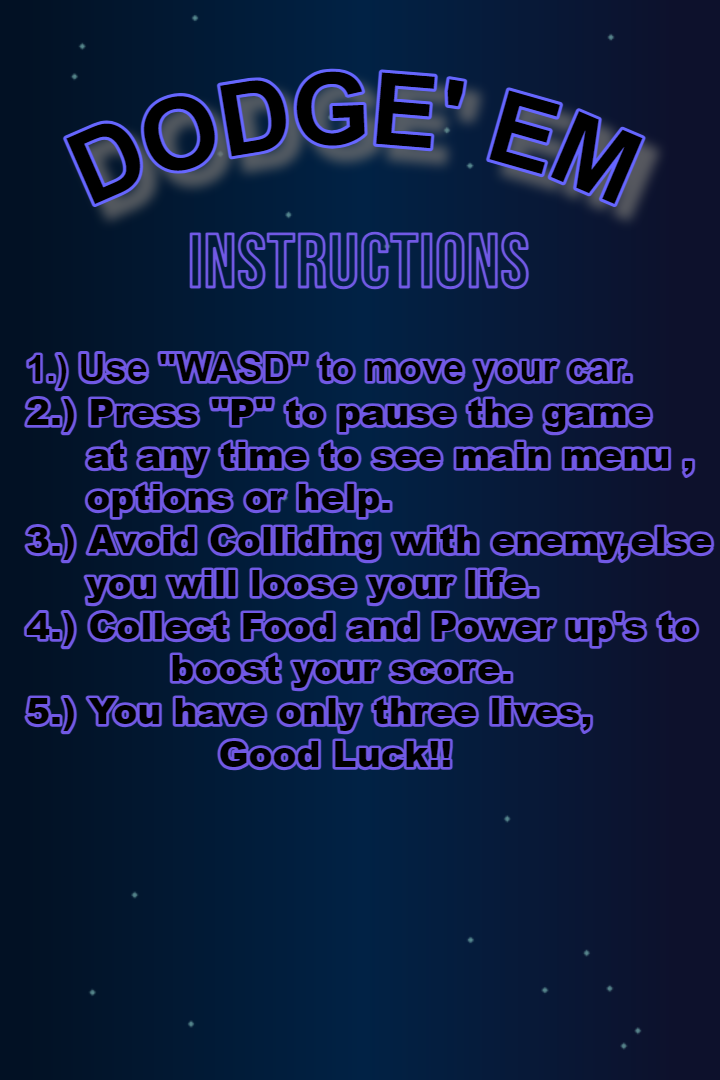 DODGE' EM
INSTRUCTIONS
1.) Use "WASD" to move your car.
2.) Press "P" to pause the game
at any time to see main menu ,
options or help.
3.) Avoid Colliding with enemy,else
you will loose your life.
4.) Collect Food and Power up's to
boost your score.
5.) You have only three lives,
Good Luck!!